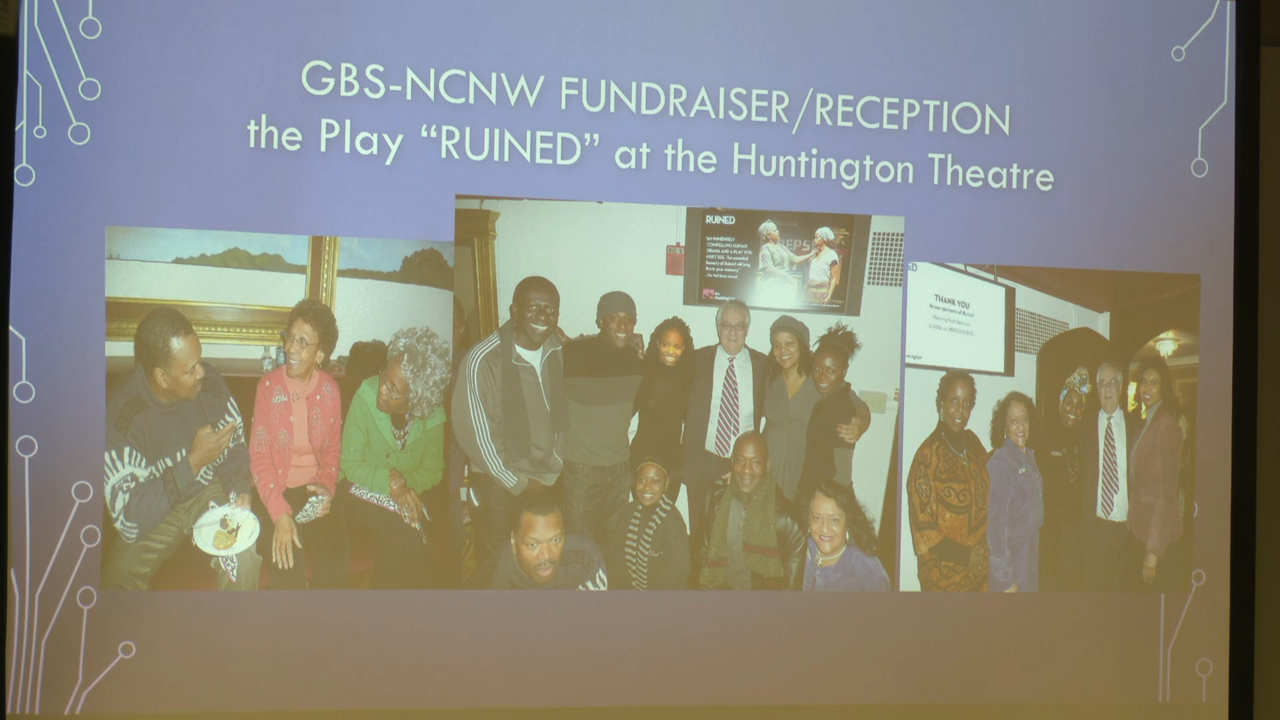 GBS-NCNW FUNDRAISER/RECEPTION
the Play “RUINED” at the Huntington Theatre
RUINED
THANK YOU